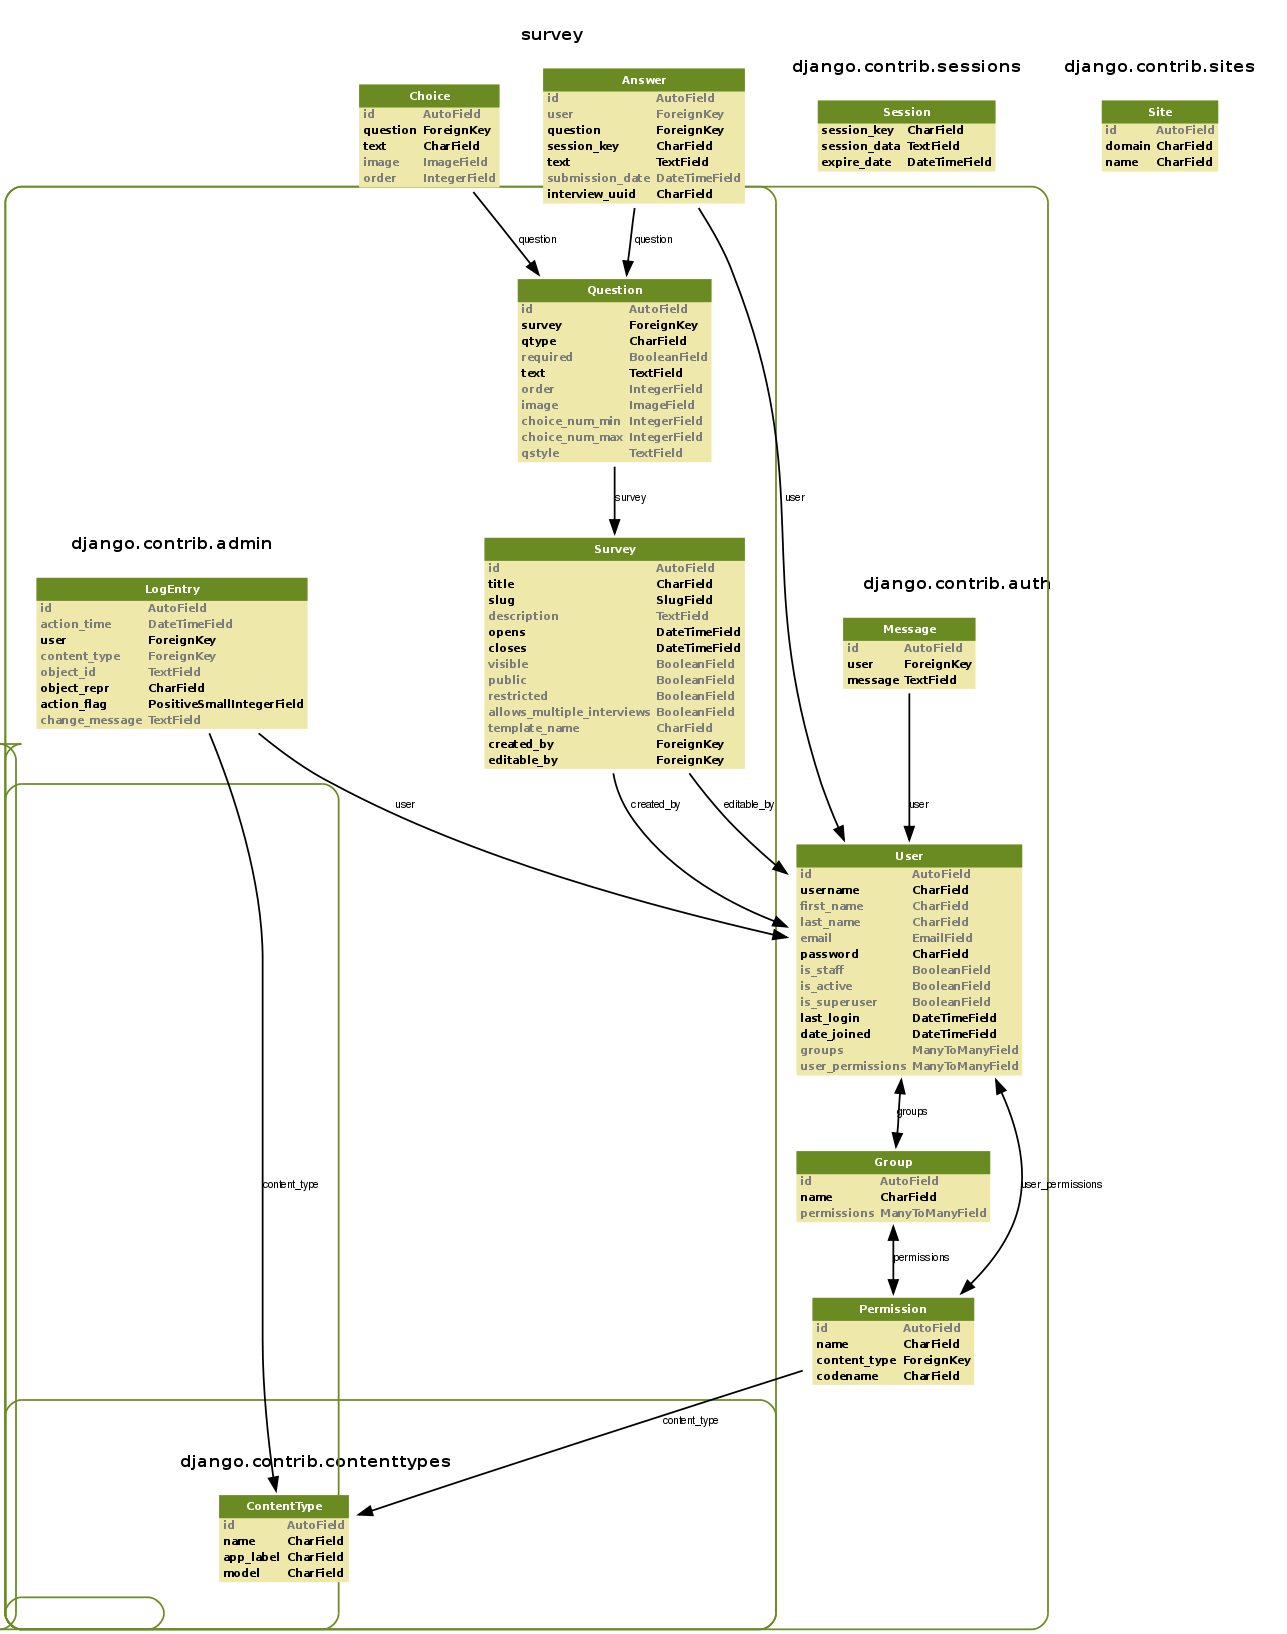 survey
django.contrib.sessions
django.contrib.sites
Choice
id AutoField
question ForeignKey
text CharField
image ImageField
order IntegerField
Answer
id AutoField
user ForeignKey
question ForeignKey
session_key CharField
text TextField
submission_date DateTimeField
interview_uuid CharField
Session
session_key CharField
session_data TextField
expire_date DateTimeField
Site
id AutoField
domain CharField
name CharField
question
question
Question
id AutoField
survey ForeignKey
qtype CharField
required BooleanField
text TextField
order IntegerField
image ImageField
choice_num_min IntegerField
choice_num_max IntegerField
qstyle TextField
survey
user
django.contrib.admin
LogEntry
id AutoField
action_time DateTimeField
user ForeignKey
content_type ForeignKey
object_id TextField
object_repr CharField
action_flag PositiveSmallIntegerField
change_message TextField
Survey
id AutoField
title CharField
slug SlugField
description TextField
opens DateTimeField
closes DateTimeField
visible BooleanField
public BooleanField
restricted BooleanField
allows_multiple_interviews BooleanField
template_name CharField
created_by ForeignKey
editable_by ForeignKey
django.contrib.auth
Message
id AutoField
user ForeignKey
message TextField
user
created_by
editable_by
user
User
id AutoField
username CharField
first_name CharField
last_name CharField
email EmailField
password CharField
is_staff BooleanField
is_active BooleanField
is_superuser BooleanField
last_login DateTimeField
date_joined DateTimeField
groups ManyToManyField
user_permissions ManyToManyField
groups
Group
id AutoField
name CharField
permissions ManyToManyField
content_type
user_permissions
permissions
Permission
id AutoField
name CharField
content_type ForeignKey
codename CharField
content_type
django.contrib.contenttypes
ContentType
id AutoField
name CharField
app_label CharField
model CharField